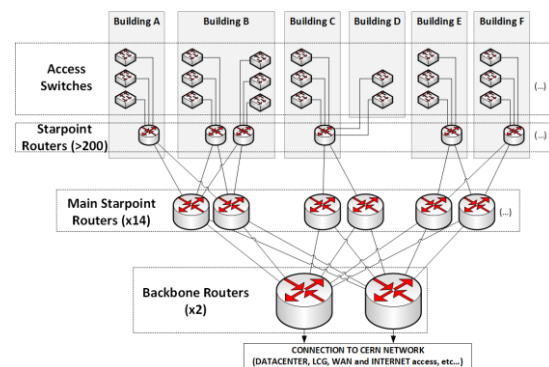 Building A
Building B
Building C
Building D
Building E
Building F
Access
Switches
(...)
Starpoint
Routers (>200)
(...)
Main Starpoint
Routers (x14)
(...)
Backbone Routers
(x2)
CONNECTION TO CERN NETWORK
(DATACENTER, LCG, WAN and INTERNET access, etc...)